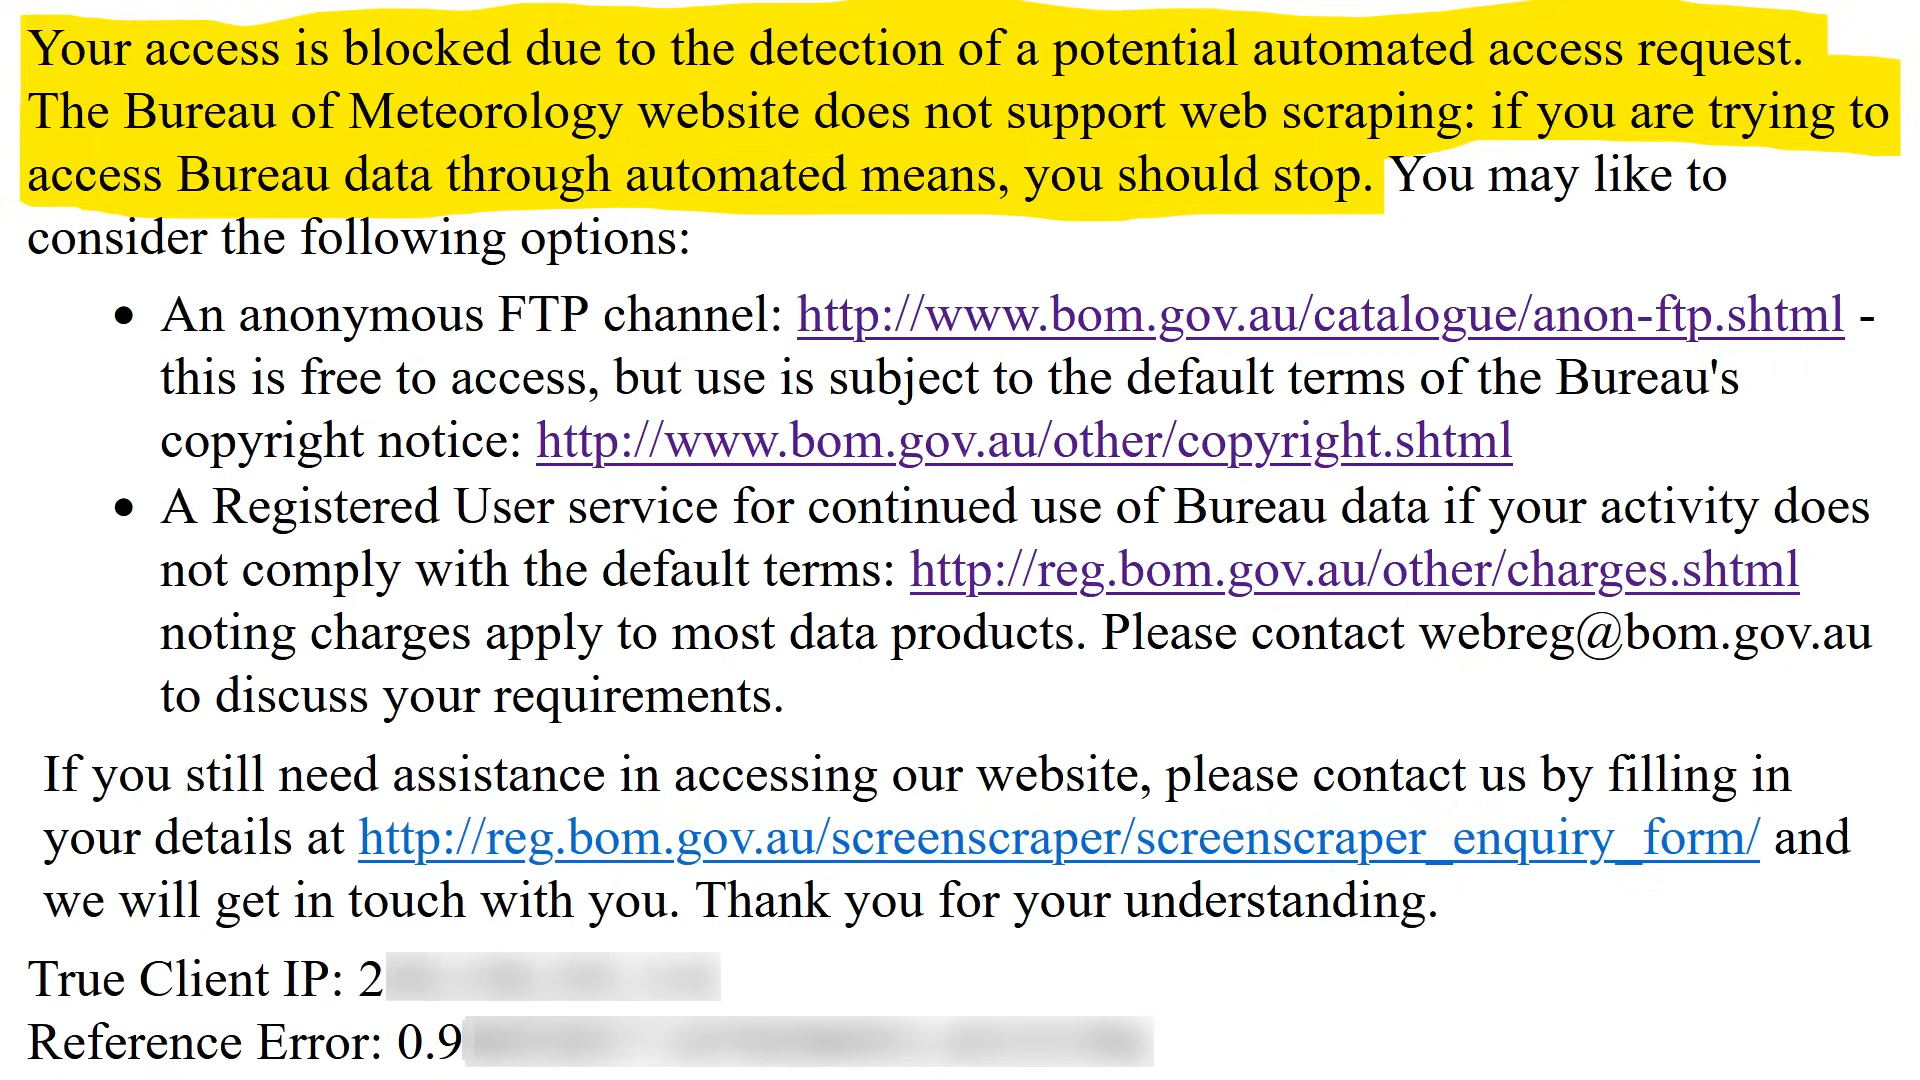 Your access is blocked due to the detection of a potential automated access request.
The Bureau of Meteorology website does not support web scraping: if you are trying to
access Bureau data through automated means, you should stop. You may like to
consider the following options:
• An anonymous FTP channel: http://www.bom.gov.au/catalogue/anon-ftp.shtml -
this is free to access, but use is subject to the default terms of the Bureau's
copyright notice: http://www.bom.gov.au/other/copyright.shtml
• A Registered User service for continued use of Bureau data if your activity does
not comply with the default terms: http://reg.bom.gov.au/other/charges.shtml
noting charges apply to most data products. Please contact webreg@bom.gov.au
to discuss your requirements.
If you still need assistance in accessing our website, please contact us by filling in
your details at http://reg.bom.gov.au/screenscraper/screenscraper_enquiry_form/ and
we will get in touch with you. Thank you for your understanding.
True Client IP: 2
Reference Error: 0.9